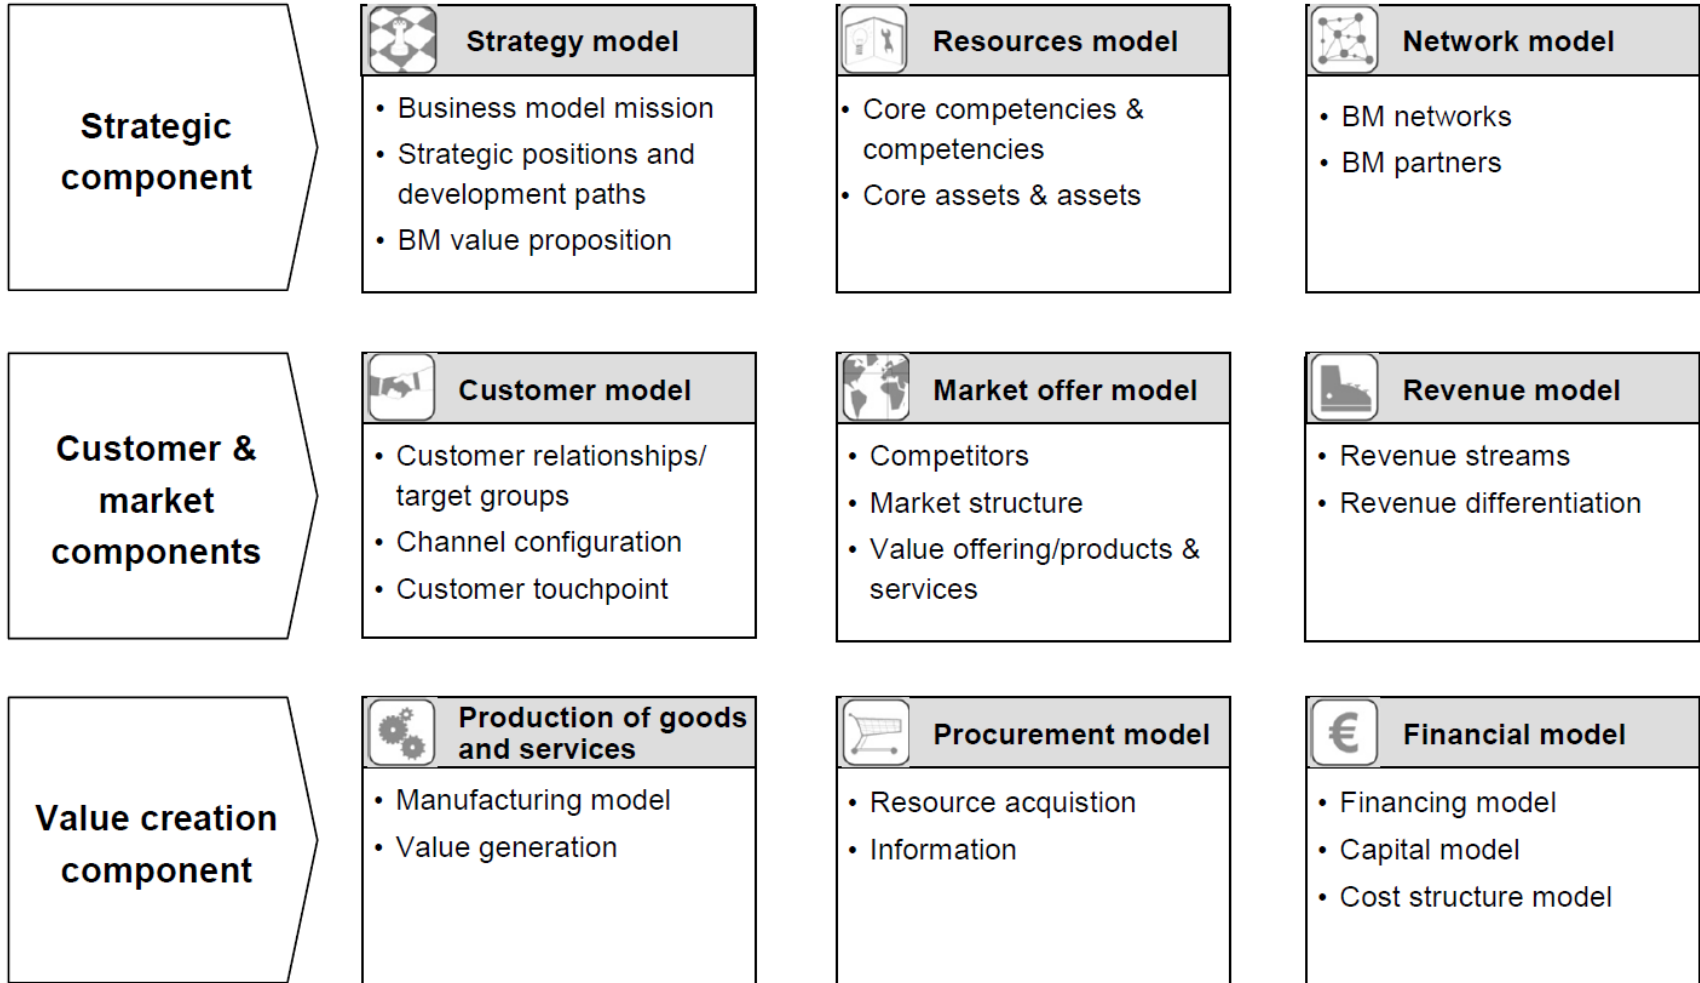 Strategic
component
Strategy model
• Business model mission
• Strategic positions and
development paths
• BM value proposition
Resources model
• Core competencies &
competencies
• Core assets & assets
Network model
• BM networks
• BM partners
Customer &
market
components
Customer model
• Customer relationships/
target groups
• Channel configuration
• Customer touchpoint
Market offer model
• Competitors
• Market structure
• Value offering/products &
services
Revenue model
• Revenue streams
• Revenue differentiation
Value creation
component
Production of goods
and services
• Manufacturing model
• Value generation
Procurement model
• Resource acquistion
• Information
€
Financial model
• Financing model
• Capital model
• Cost structure model